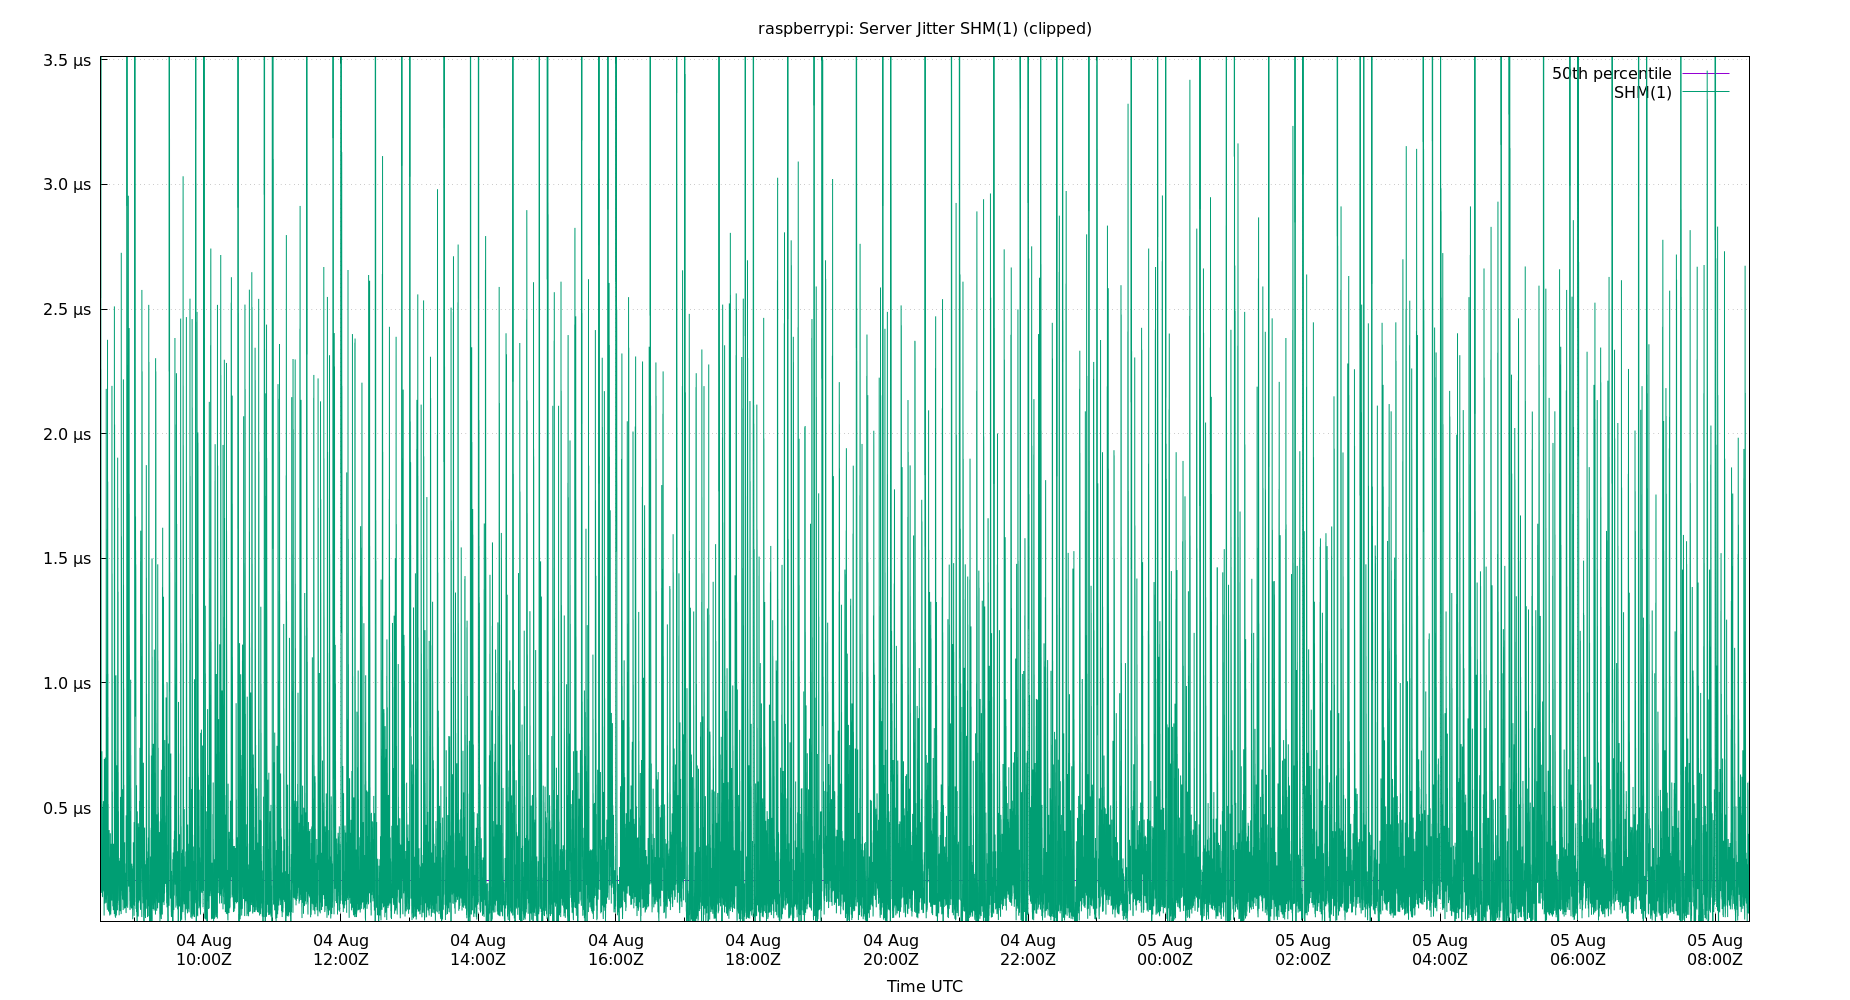 raspberrypi: Server Jitter SHM(1) (clipped)
3.5 µs
3.0 µs
2.5 µs
2.0 µs
1.5 µs
1.0 µs
0.5 µs
50th percentile
SHM(1)
04 Aug 04 Aug 04 Aug 04 Aug 04 Aug 04 Aug 04 Aug 05 Aug 05 Aug 05 Aug 05 Aug 05 Aug
10:00Z 12:00Z 14:00Z 16:00Z 18:00Z 20:00Z 22:00Z 00:00Z 02:00Z 04:00Z 06:00Z 08:00Z
Time UTC